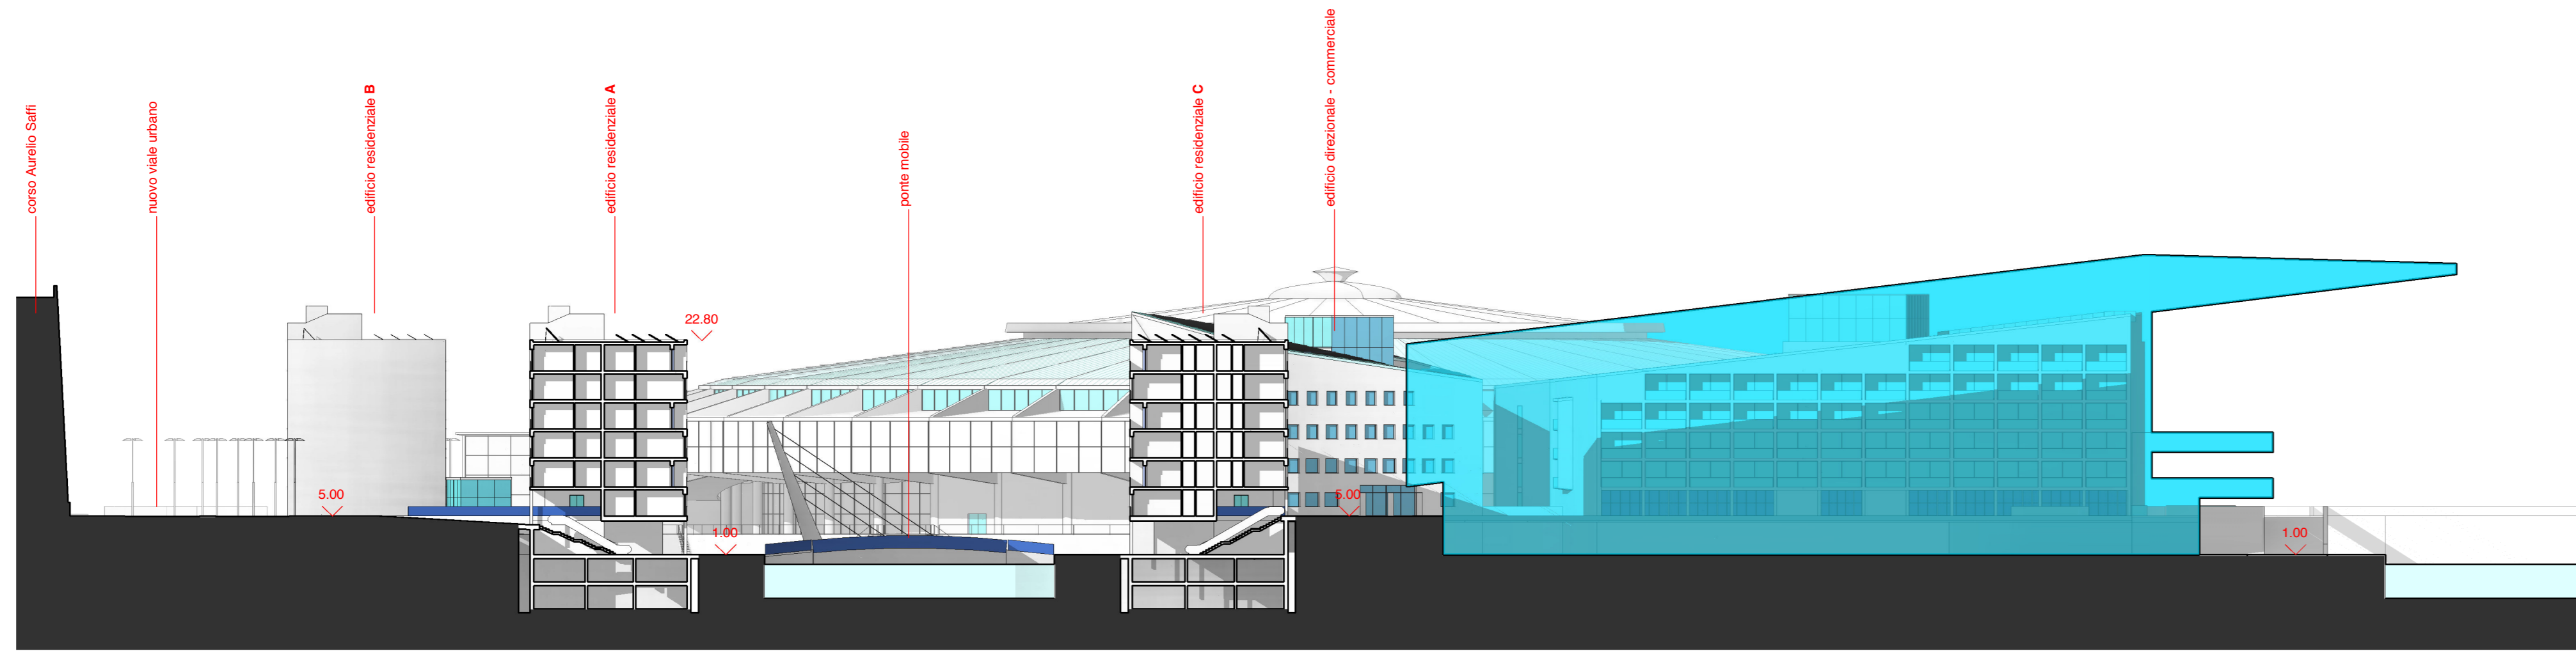 corso Aurelio Saffi
nuovo viale urbano
edificio residenziale B
edificio residenziale A
ponte mobile
edificio residenziale C
edificio direzionale - commerciale
22.80
5.00
5.00
1.00
1.00